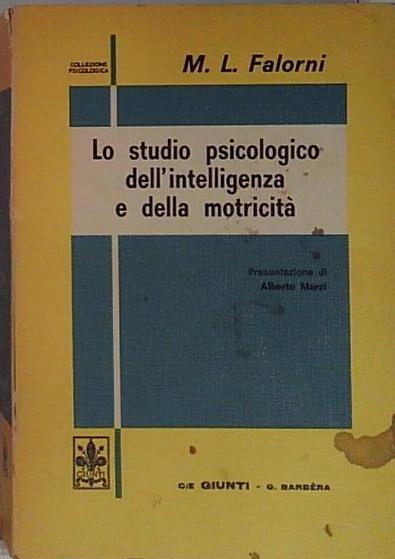 COLLEZIONE
PSICOLOGICA
M. L. Falorni
Lo studio psicologico
dell'intelligenza
e della motricità
Presentazione di
Alberto Marzi
C/E GIUNTI - G. BARBÈRA